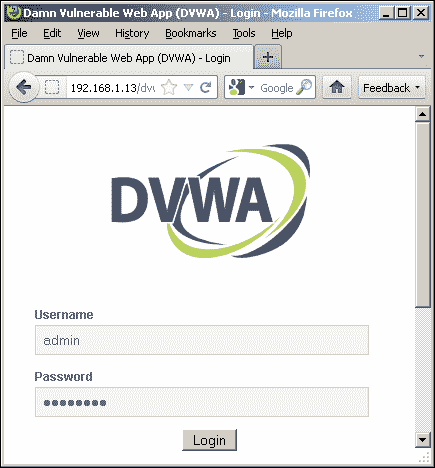 Damn Vulnerable Web App (DVWA) - Login - Mozilla Firefox
File Edit View History Bookmarks Tools Help
Damn Vulnerable Web App (DVWA) - Login
192.168.1.13/dv Google Feedback
DVWA
Username
admin
Password
Login